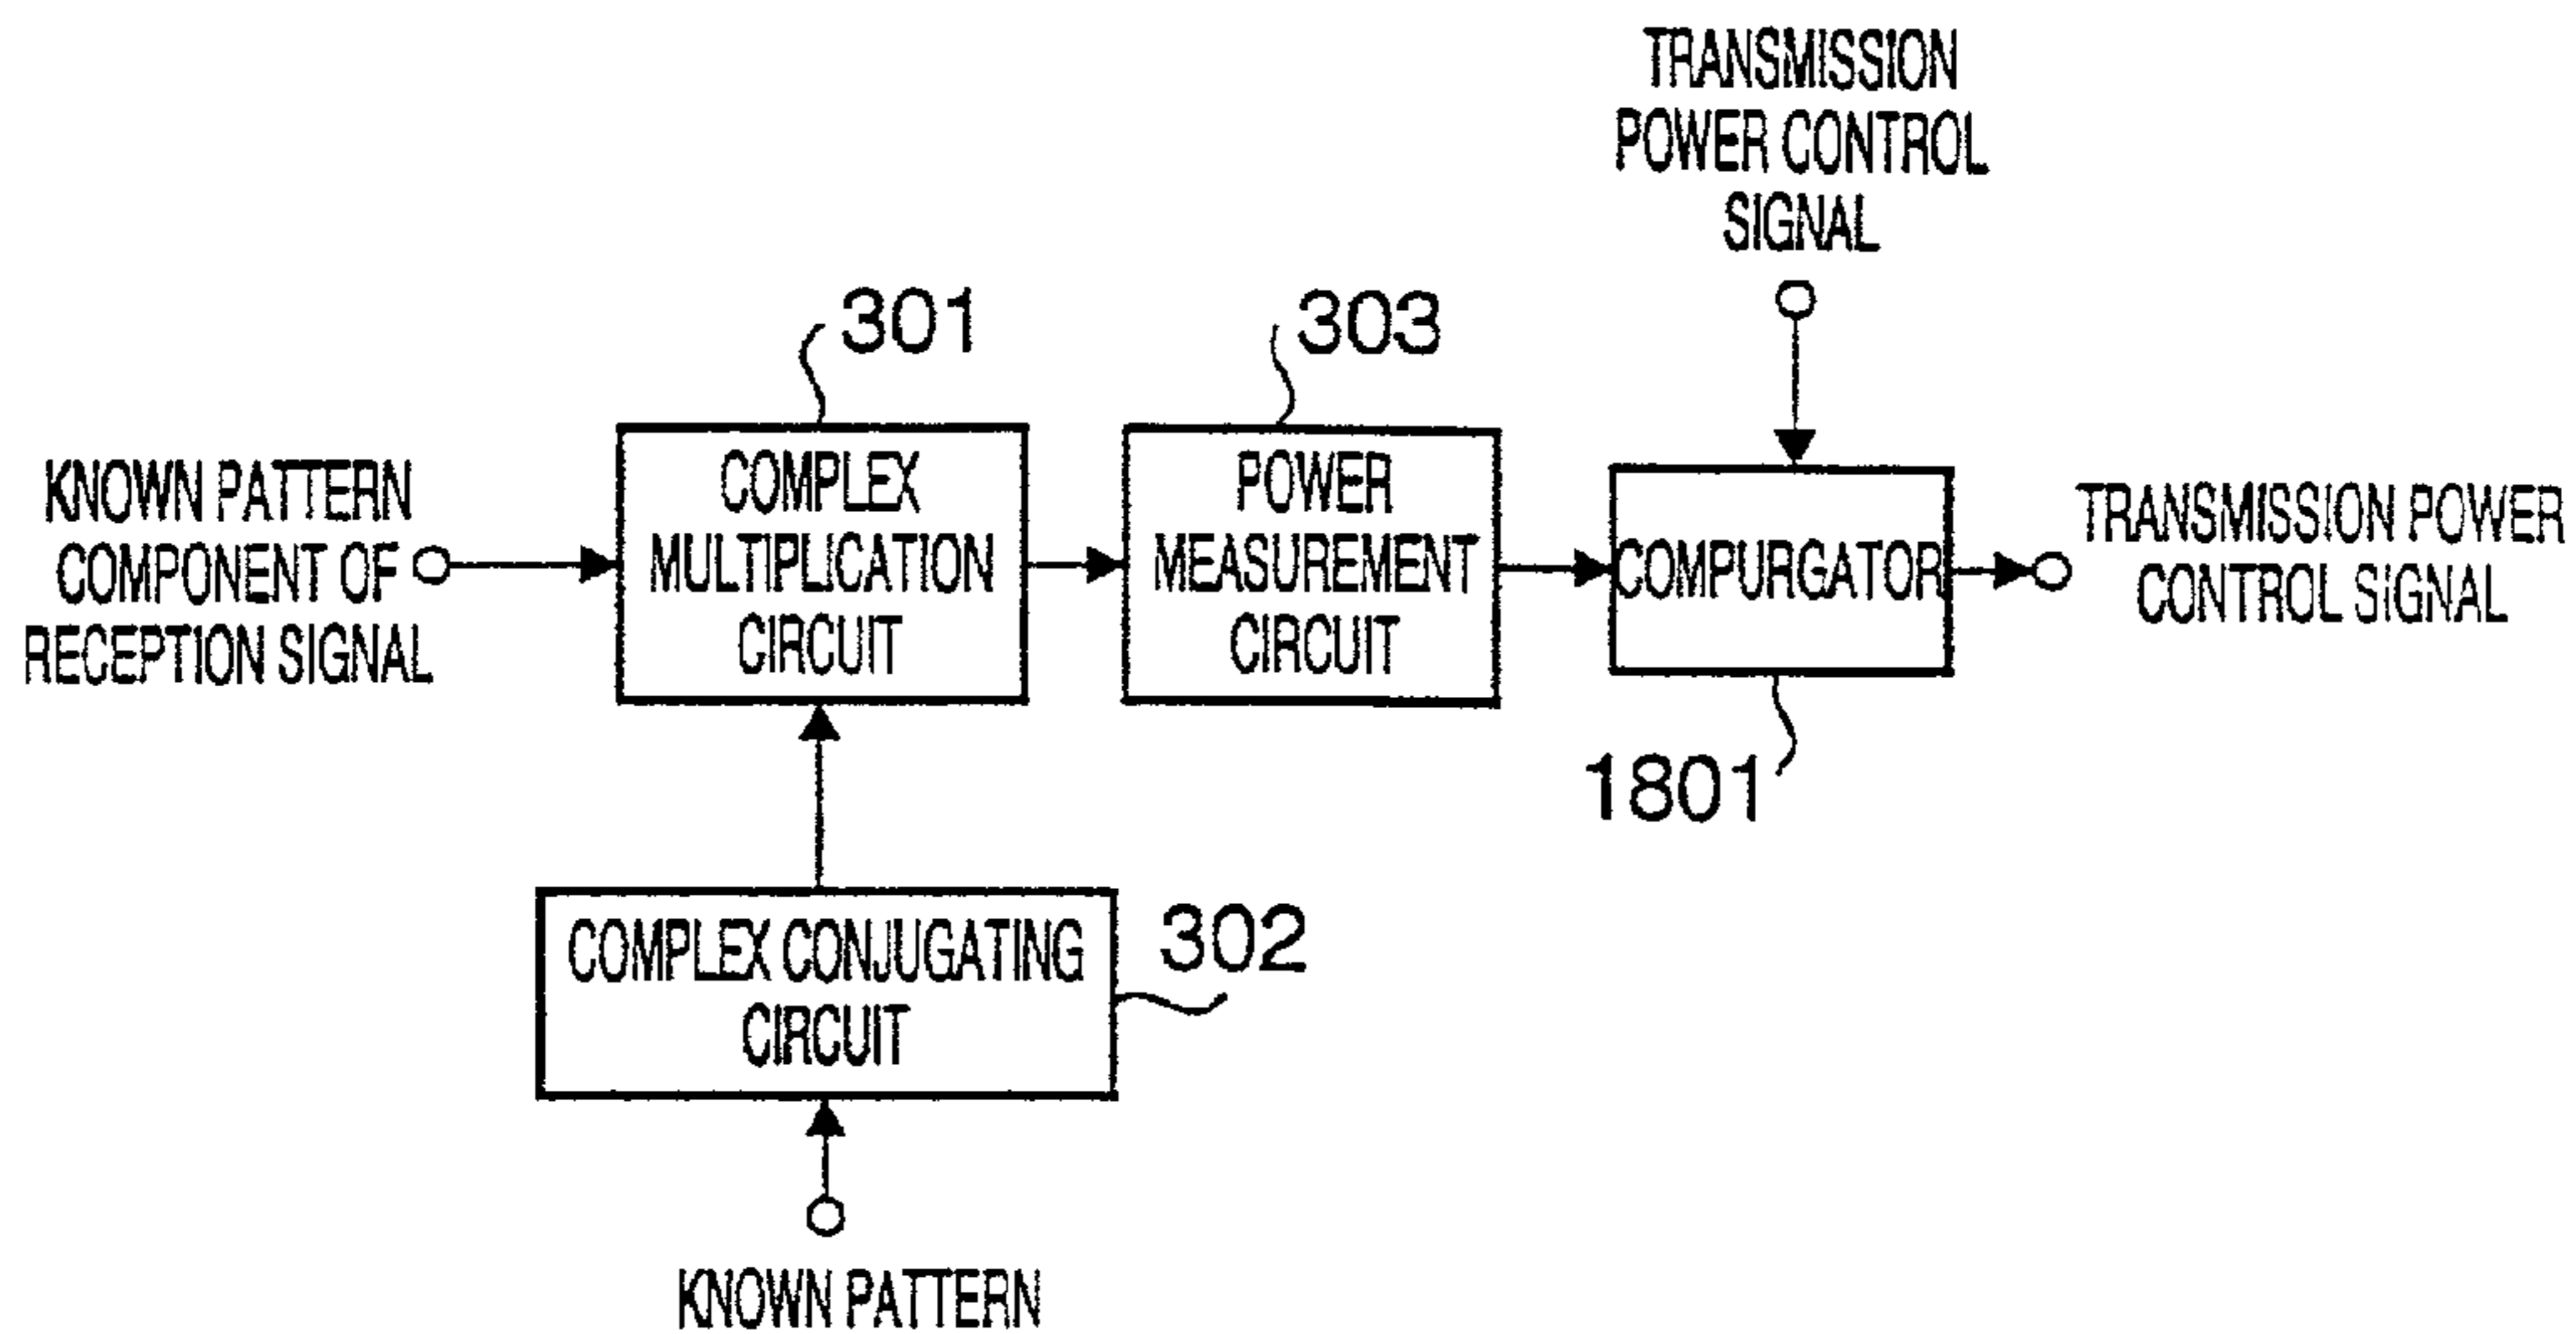 TRANSMISSION
POWER CONTROL
SIGNAL
301
303
KNOWN PATTERN
COMPONENT OF
RECEPTION SIGNAL
COMPLEX
MULTIPLICATION
CIRCUIT
POWER
MEASUREMENT
CIRCUIT
COMPURGATOR
TRANSMISSION POWER
CONTROL SIGNAL
1801
COMPLEX CONJUGATING
CIRCUIT
302
KNOWN PATTERN